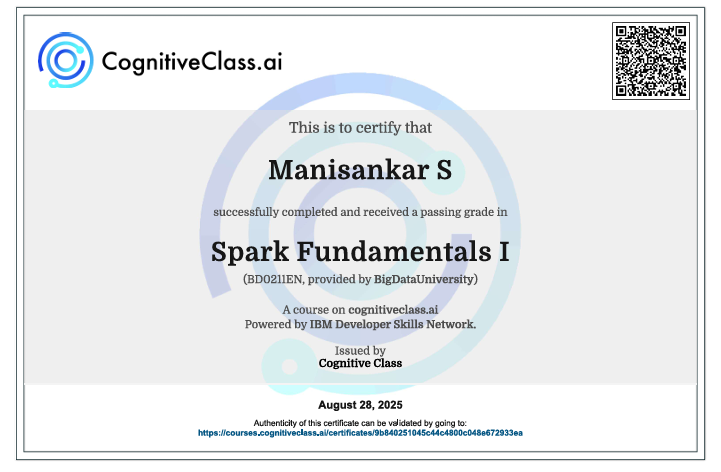 CognitiveClass.ai
This is to certify that
Manisankar S
successfully completed and received a passing grade in
Spark Fundamentals I
(BD0211EN, provided by BigDataUniversity)
A course on cognitiveclass.ai
Powered by IBM Developer Skills Network.
Issued by
Cognitive Class
August 28, 2025
Authenticity of this certificate can be validated by going to:
https://courses.cognitiveclass.ai/certificates/9b840251045c44c4800c048e672933ea